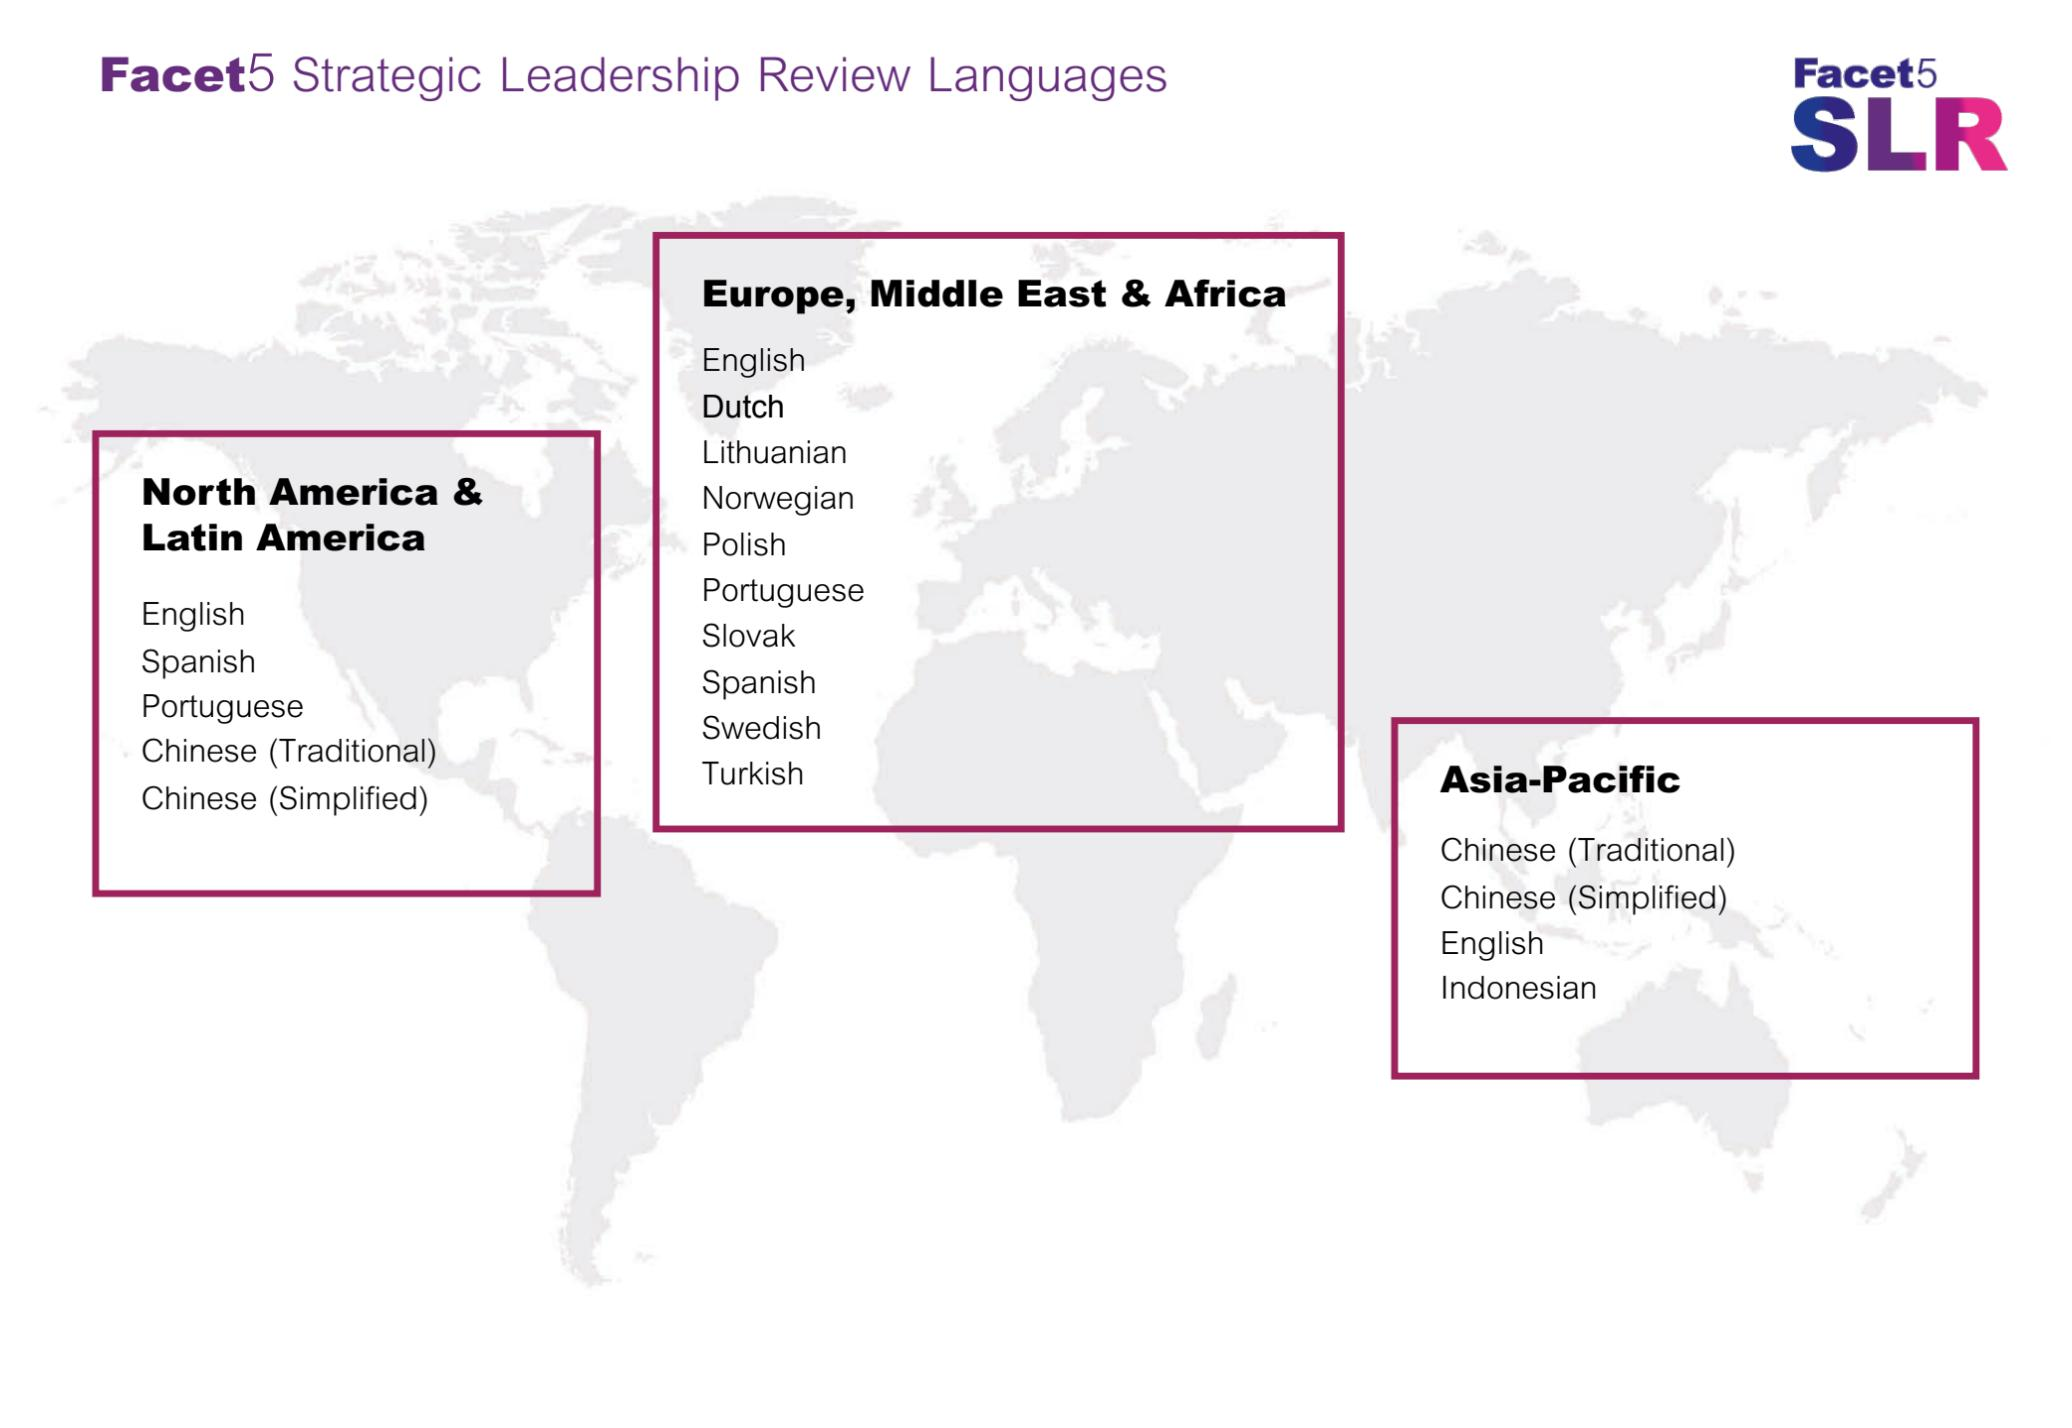 Facet5 Strategic Leadership Review Languages
Facet5
SLR
North America &
Latin America
English
Spanish
Portuguese
Chinese (Traditional)
Chinese (Simplified)
Europe, Middle East & Africa
English
Dutch
Lithuanian
Norwegian
Polish
Portuguese
Slovak
Spanish
Swedish
Turkish
Asia-Pacific
Chinese (Traditional)
Chinese (Simplified)
English
Indonesian